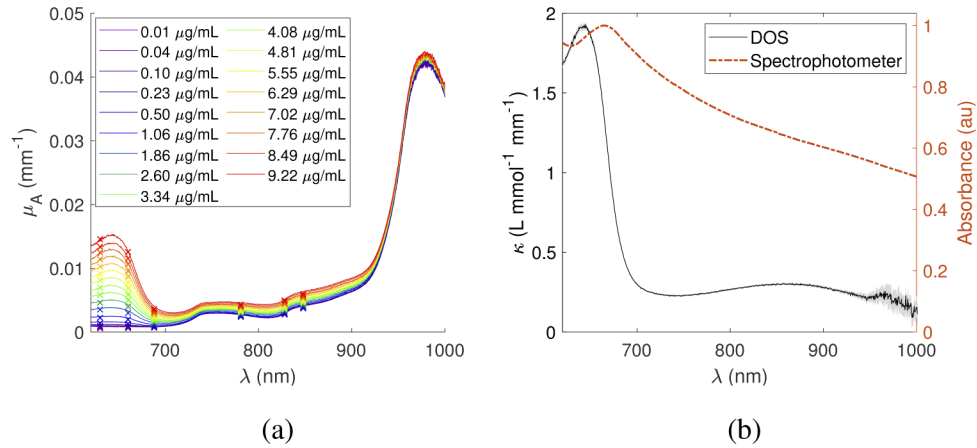 0.05
0.04
0.03
0.02
0.01
0
μA (mm-1)
0.01 μg/mL
0.04 μg/mL
0.10 μg/mL
0.23 μg/mL
0.50 μg/mL
1.06 μg/mL
1.86 μg/mL
2.60 μg/mL
3.34 μg/mL
4.08 μg/mL
4.81 μg/mL
5.55 μg/mL
6.29 μg/mL
7.02 μg/mL
7.76 μg/mL
8.49 μg/mL
9.22 μg/mL
700 800 900 1000
λ (nm)
(a)
2
1.5
1
0.5
0
κ (L mmol-1 mm-1)
DOS
Spectrophotometer
1
0.8
0.6
0.4
0.2
0
Absorbance (au)
700 800 900 1000
λ (nm)
(b)